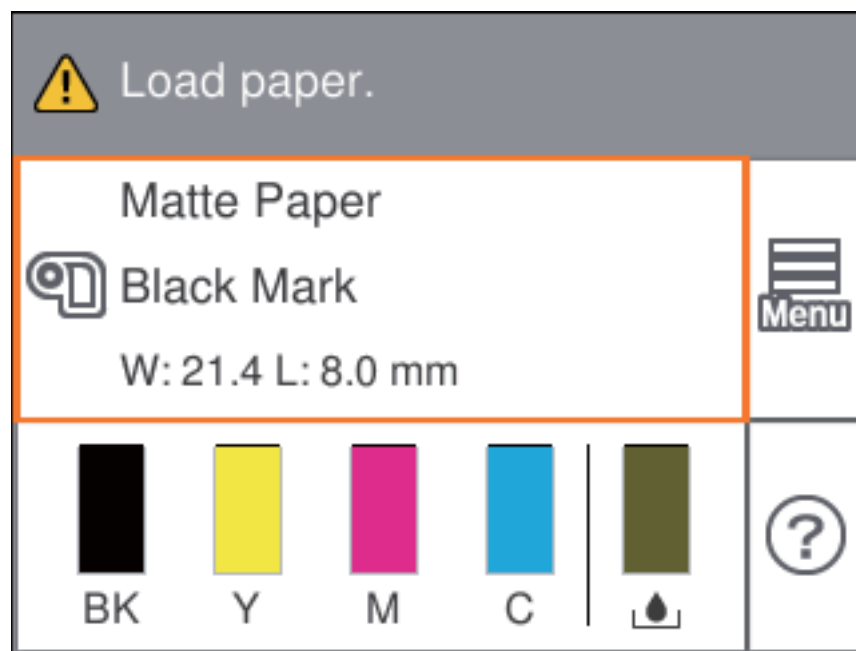 Load paper.
Matte Paper
Black Mark
W: 21.4 L: 8.0 mm
Menu
BK Y M C
?